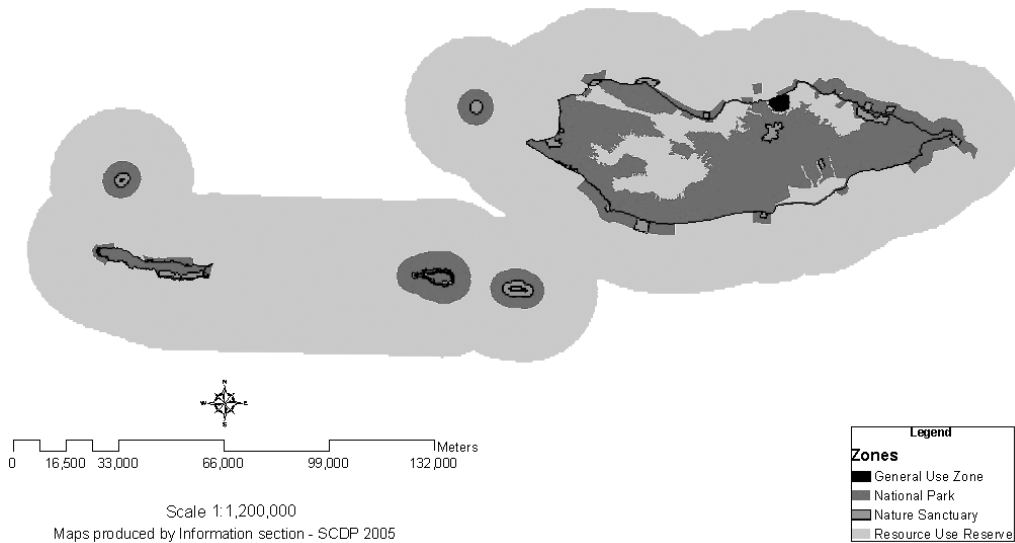 N
W E
S
Meters
0 16,500 33,000 66,000 99,000 132,000
Scale 1:1,200,000
Maps produced by Information section - SCDP 2005
Legend
Zones
General Use Zone
National Park
Nature Sanctuary
Resource Use Reserve